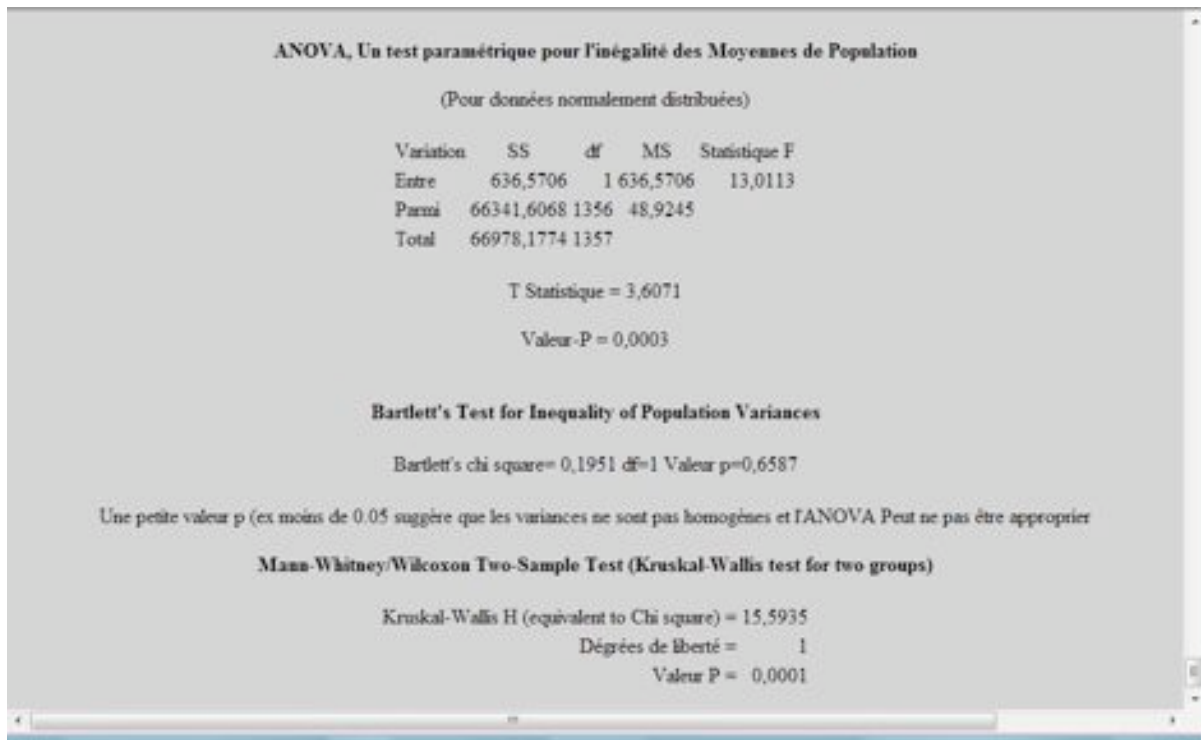 ANOVA, Un test paramétrique pour l'inégalité des Moyennes de Population
(Pour données normalement distribuées)
Variation SS df MS Statistique F
Entre 636,5706 1 636,5706 13,0113
Parmi 66341,6068 1356 48,9245
Total 66978,1774 1357
T Statistique = 3,6071
Valeur-P = 0,0003
Bartlett's Test for Inequality of Population Variances
Bartlett's chi square= 0,1951 df=1 Valeur p=0,6587
Une petite valeur p (ex moins de 0.05 suggère que les variances ne sont pas homogènes et l'ANOVA Peut ne pas être approprier
Mann-Whitney/Wilcoxon Two-Sample Test (Kruskal-Wallis test for two groups)
Kruskal-Wallis H (equivalent to Chi square) = 15,5935
Dégrées de liberté = 1
Valeur P = 0,0001